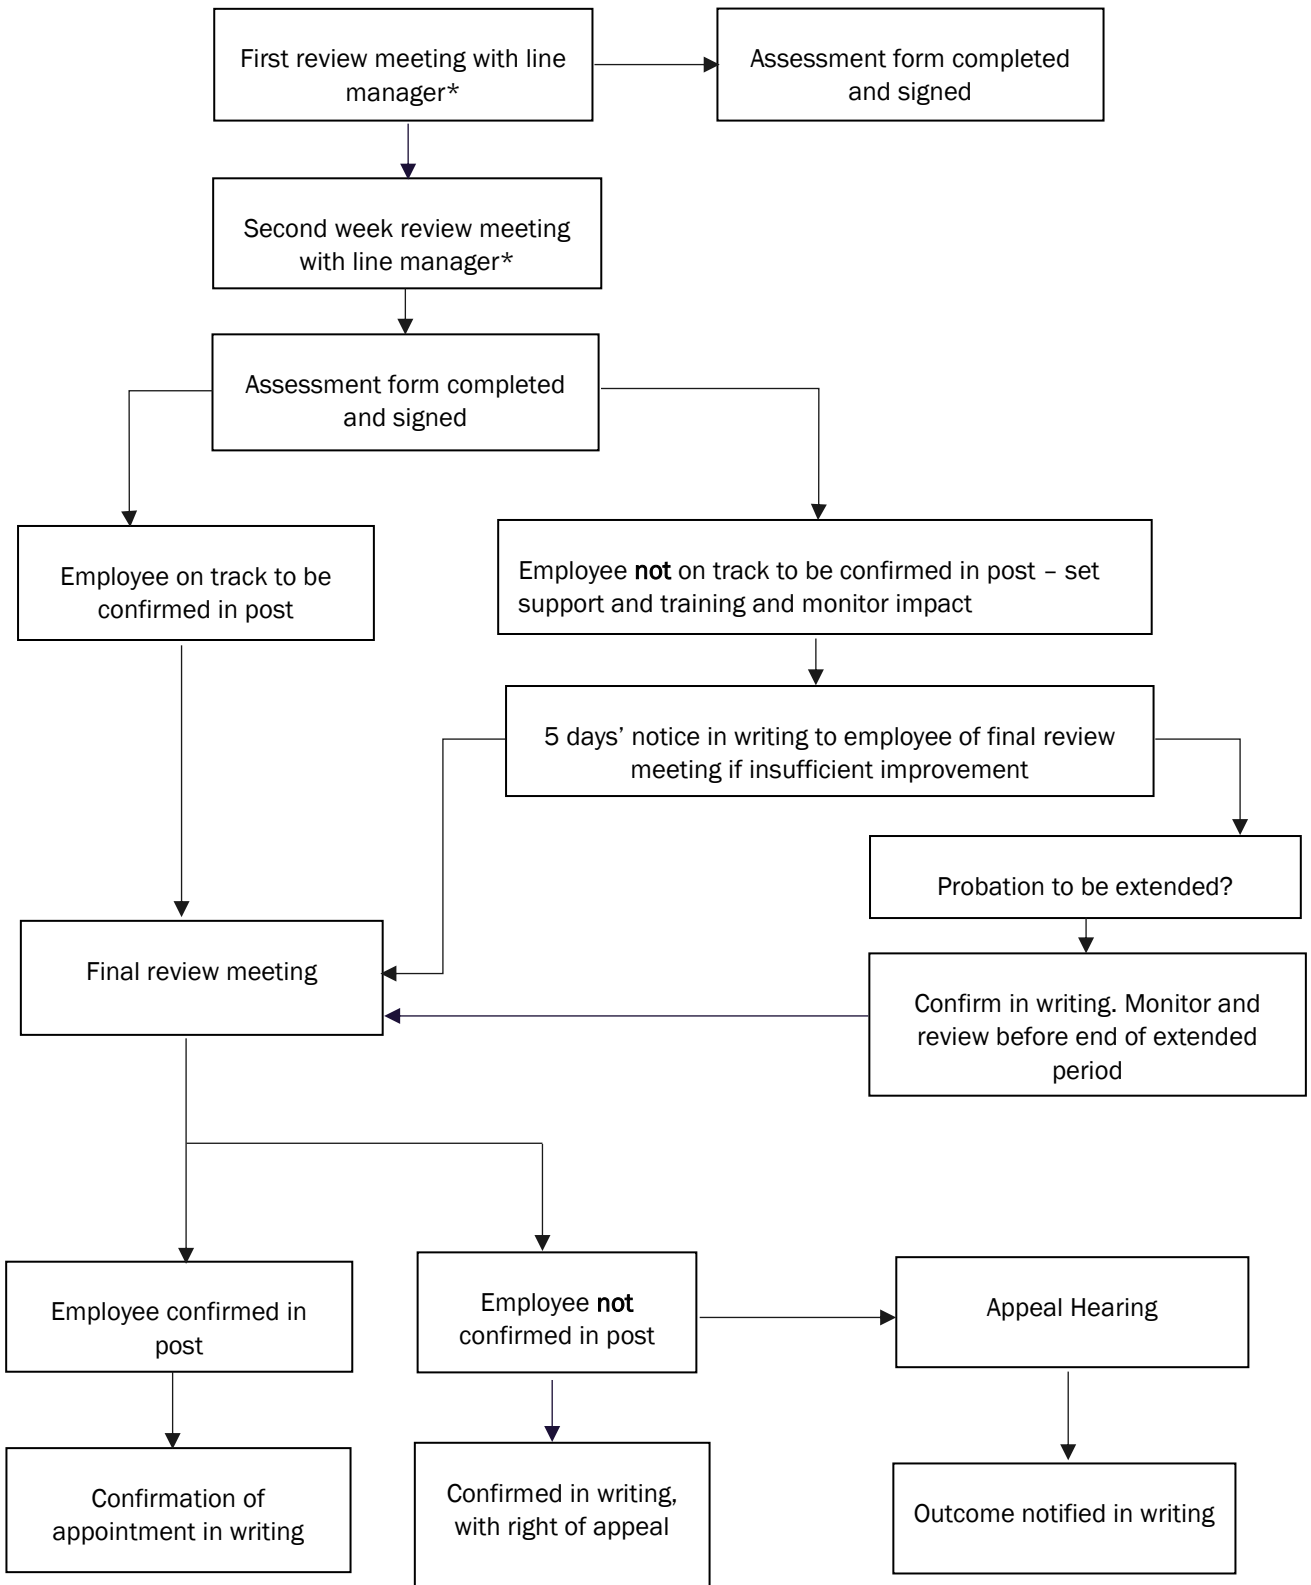 First review meeting with line
manager*
Assessment form completed
and signed
Second week review meeting
with line manager*
Assessment form completed
and signed
Employee on track to be
confirmed in post
Employee not on track to be confirmed in post – set
support and training and monitor impact
5 days’ notice in writing to employee of final review
meeting if insufficient improvement
Probation to be extended?
Final review meeting
Confirm in writing. Monitor and
review before end of extended
period
Employee confirmed in
post
Employee not
confirmed in post
Appeal Hearing
Confirmation of
appointment in writing
Confirmed in writing,
with right of appeal
Outcome notified in writing